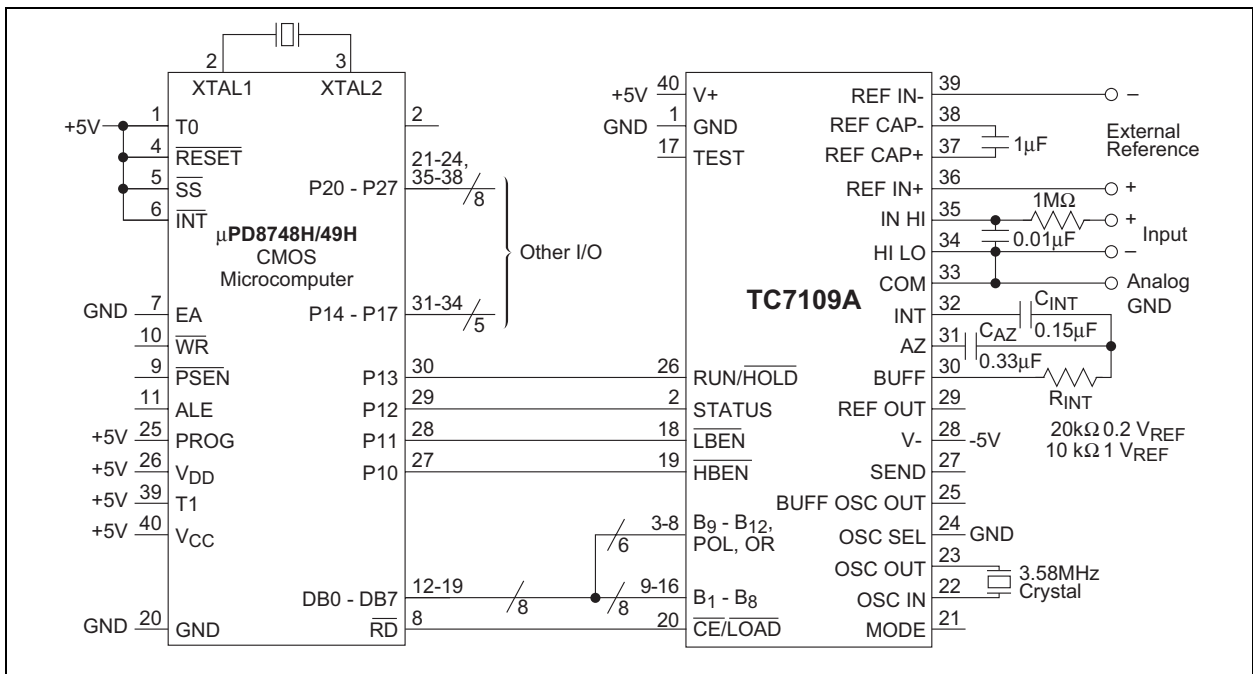 2
3
XTAL1
XTAL2
+5V
1
T0
4
RESET
5
SS
6
INT
μPD8748H/49H
CMOS
Microcomputer
GND
7
EA
10
WR
9
PSEN
11
ALE
+5V
25
PROG
+5V
26
VDD
+5V
39
T1
+5V
40
VCC
GND
20
GND
2
21-24,
35-38
P20 - P27
8
Other I/O
31-34
P14 - P17
5
P13
30
P12
29
P11
28
P10
27
DB0 - DB7
12-19
8
RD
8
6
8
TC7109A
+5V
40
V+
GND
1
GND
17
TEST
26
RUN/HOLD
2
STATUS
18
LBEN
19
HBEN
3-8
B9 - B12,
POL, OR
9-16
B1 - B8
20
CE/LOAD
REF IN-
39
–
REF CAP-
38
1μF
External
Reference
REF CAP+
37
REF IN+
36
+
1MΩ
IN HI
35
+
0.01μF
Input
HI LO
34
–
COM
33
Analog
GND
INT
32
CINT
0.15μF
AZ
31
CAZ
0.33μF
BUFF
30
RINT
REF OUT
29
20kΩ 0.2 VREF
10 kΩ 1 VREF
V-
28
-5V
SEND
27
BUFF OSC OUT
25
OSC SEL
24
GND
OSC OUT
23
3.58MHz
Crystal
OSC IN
22
MODE
21